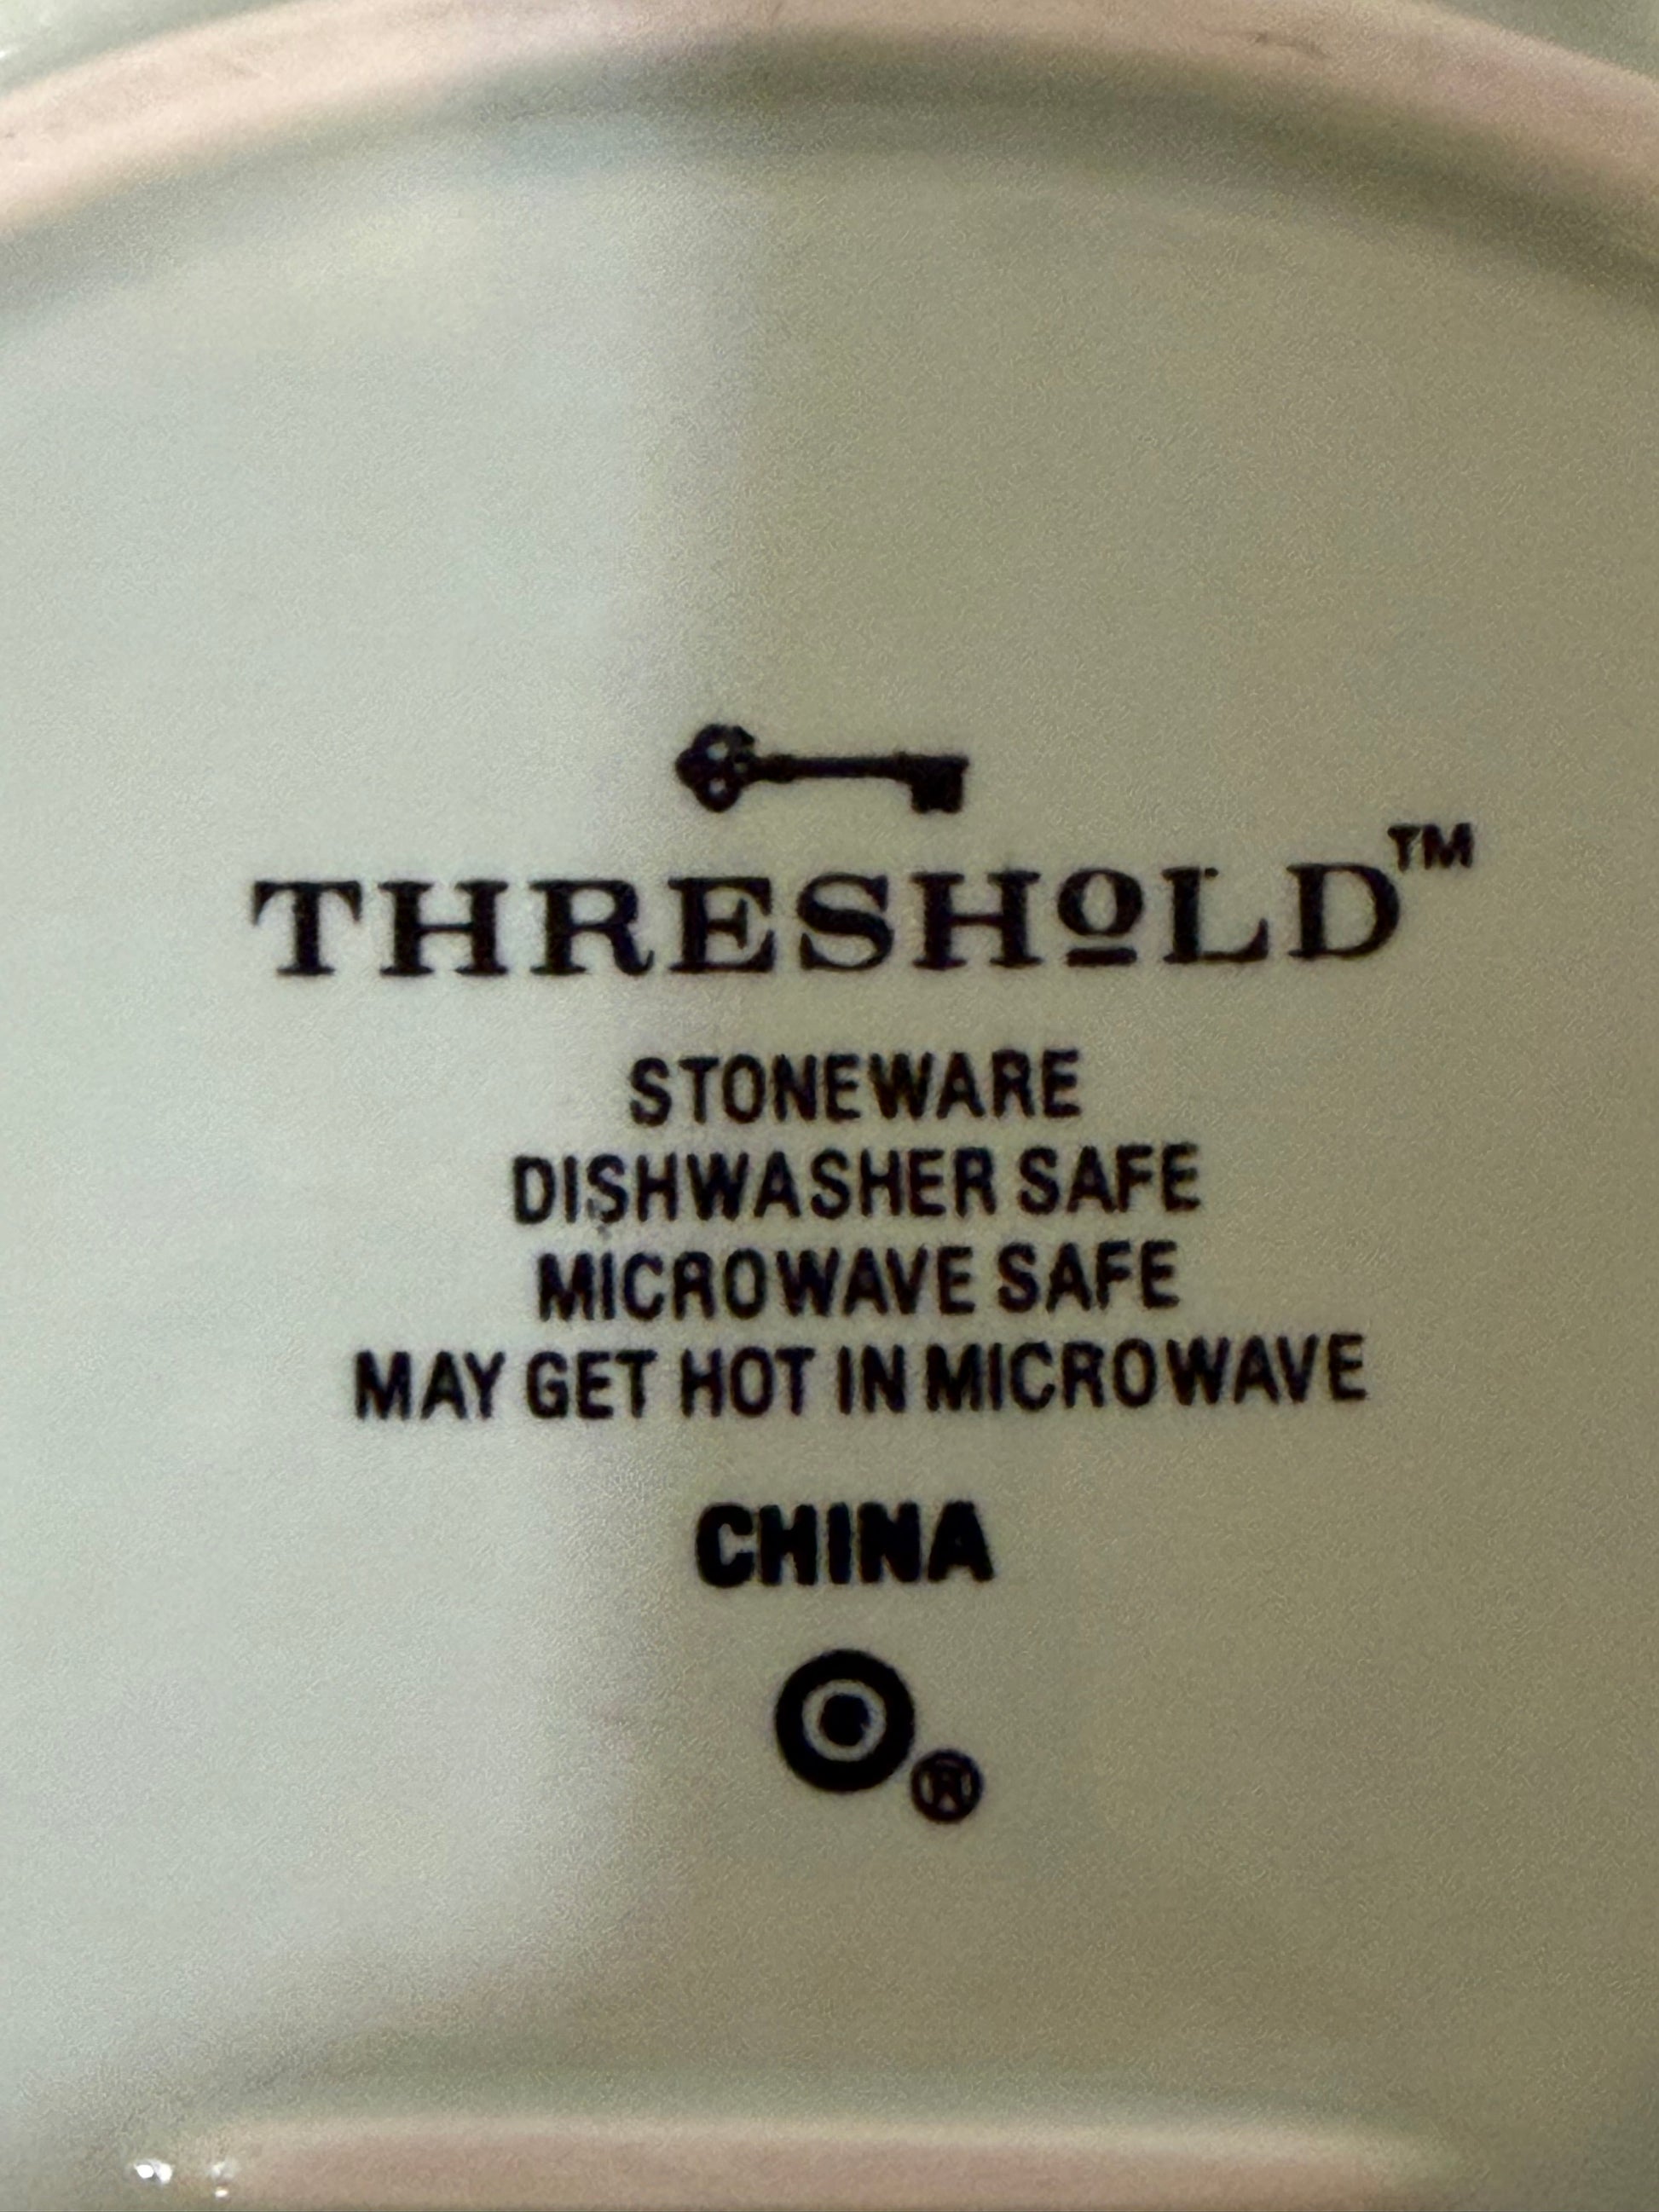 THRESHOLD™
STONEWARE
DISHWASHER SAFE
MICROWAVE SAFE
MAY GET HOT IN MICROWAVE
CHINA
®